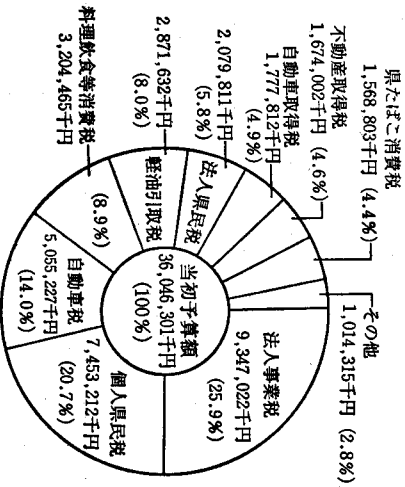 県たばこ消費税
1,568,803千円 (4.4%)
不動産取得税
1,674,002千円 (4.6%)
自動車取得税
1,777,812千円
(4.9%)
2,079,811千円
(5.8%)
2,871,632千円
(8.0%)
料理飲食等消費税
3,204,465千円
その他
1,014,315千円 (2.8%)
法人県民税
軽油引取税
(8.9%)
自動車税
5,055,227千円
(14.0%)
当初予算額
36,046,301千円
(100%)
法人事業税
9,347,022千円
(25.9%)
個人県民税
7,453,212千円
(20.7%)